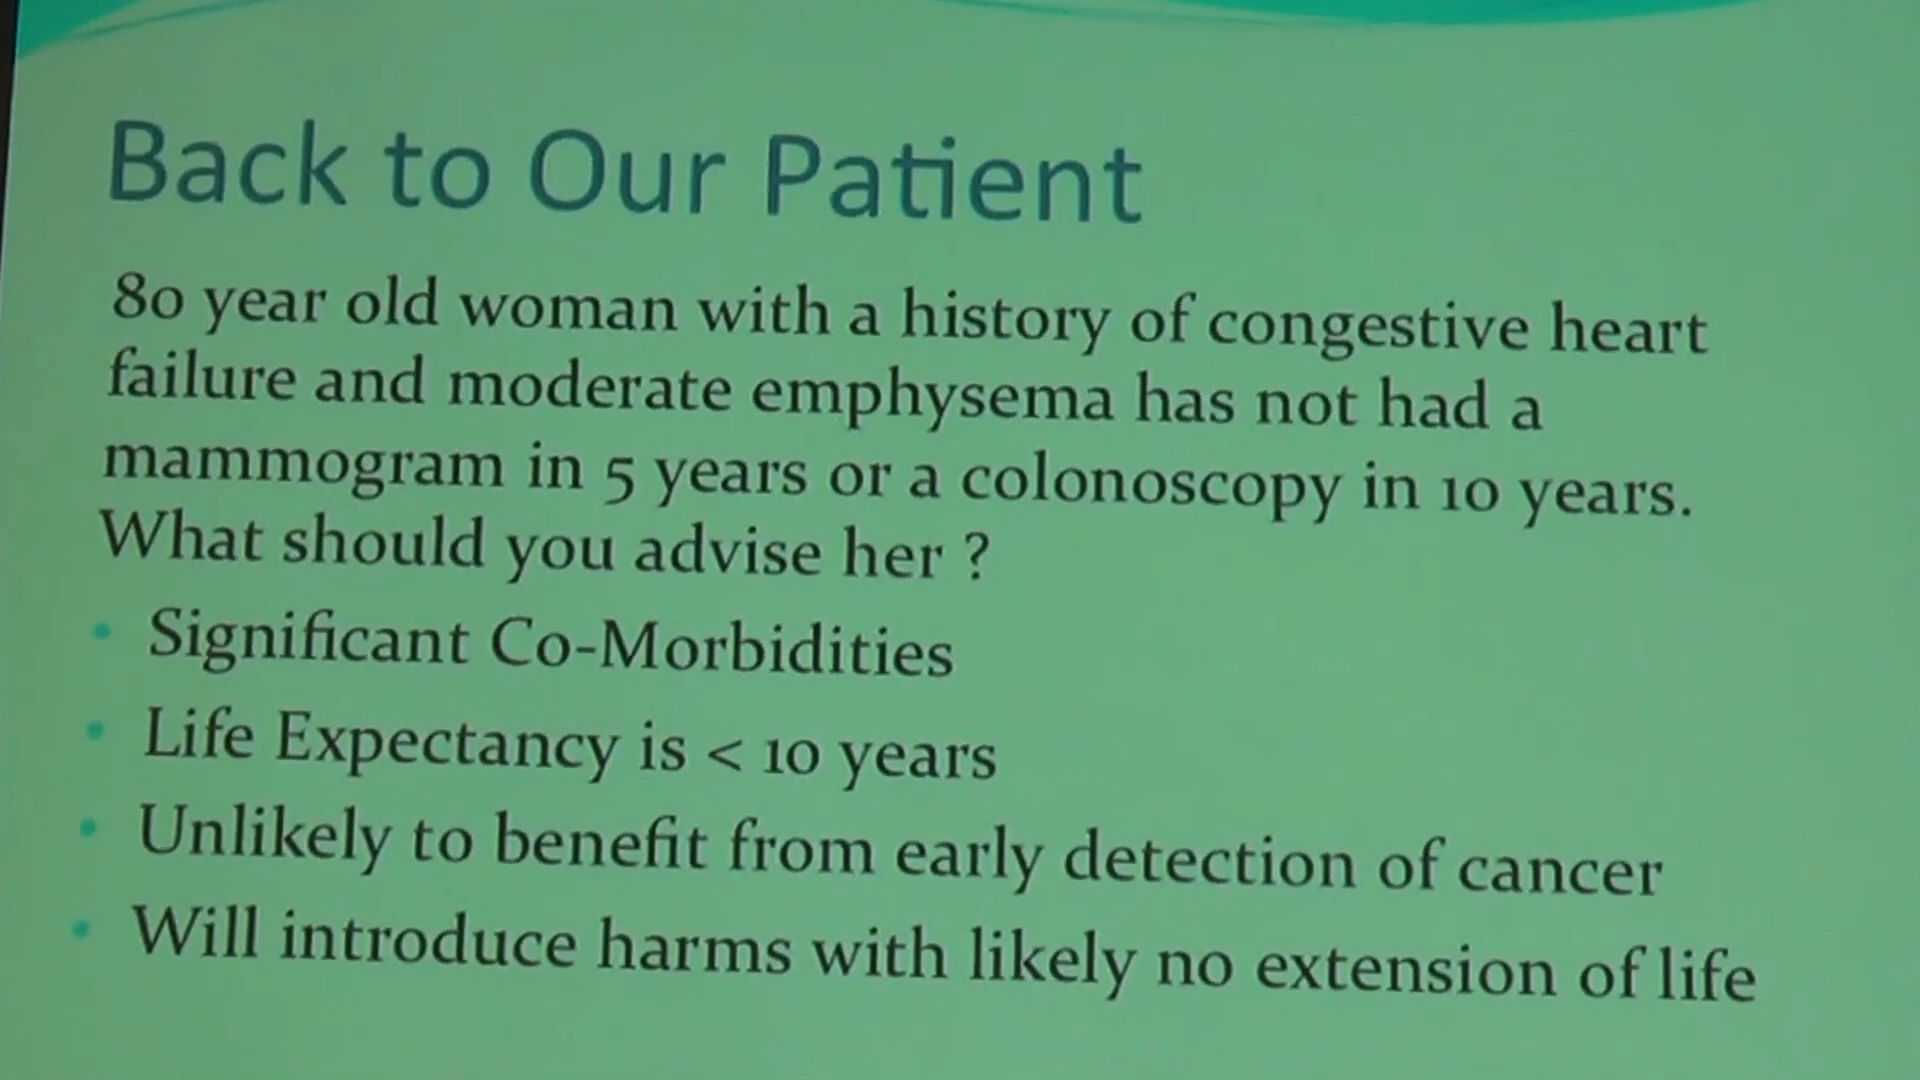 Back to Our Patient
80 year old woman with a history of congestive heart
failure and moderate emphysema has not had a
mammogram in 5 years or a colonoscopy in 10 years.
What should you advise her ?
• Significant Co-Morbidities
• Life Expectancy is < 10 years
• Unlikely to benefit from early detection of cancer
• Will introduce harms with likely no extension of life